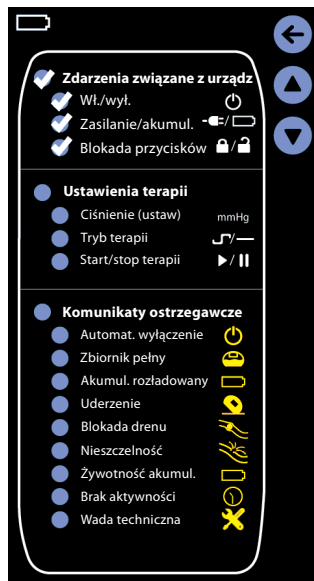 Zdarzenia związane z urządz
Wł./wył.
Zasilanie/akumul. /
Blokada przycisków /
Ustawienia terapii
Ciśnienie (ustaw) mmHg
Tryb terapii /
Start/stop terapii /
Komunikaty ostrzegawcze
Automat. wyłączenie
Zbiornik pełny
Akumul. rozładowany
Uderzenie
Blokada drenu
Nieszczelność
Żywotność akumul.
Brak aktywności
Wada techniczna